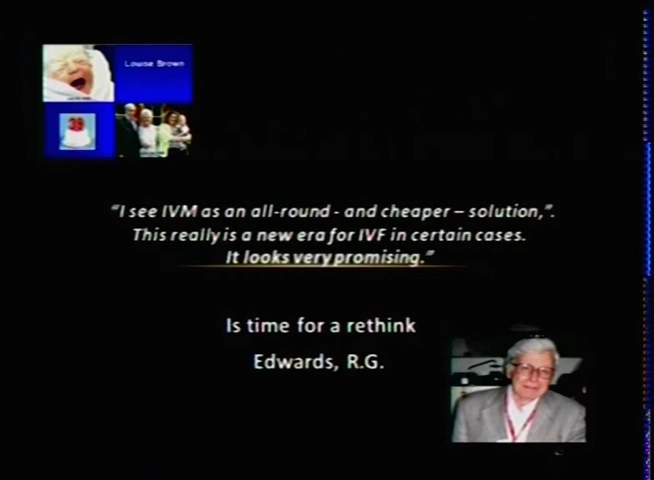 Louise Brown
"I see IVM as an all-round - and cheaper – solution,".
This really is a new era for IVF in certain cases.
It looks very promising."
Is time for a rethink
Edwards, R.G.